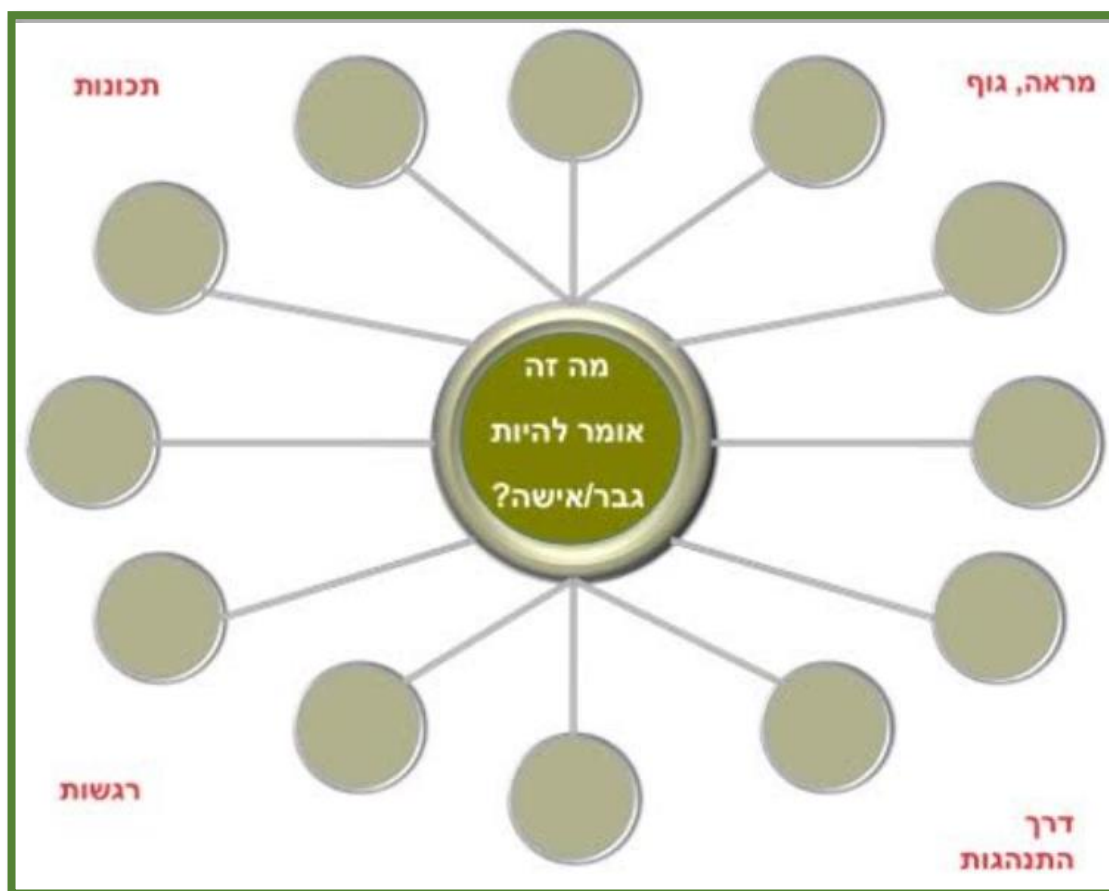 מראה, גוף
תכונות
מה זה
אומר להיות
גבר/אישה?
רגשות
דרך
התנהגות